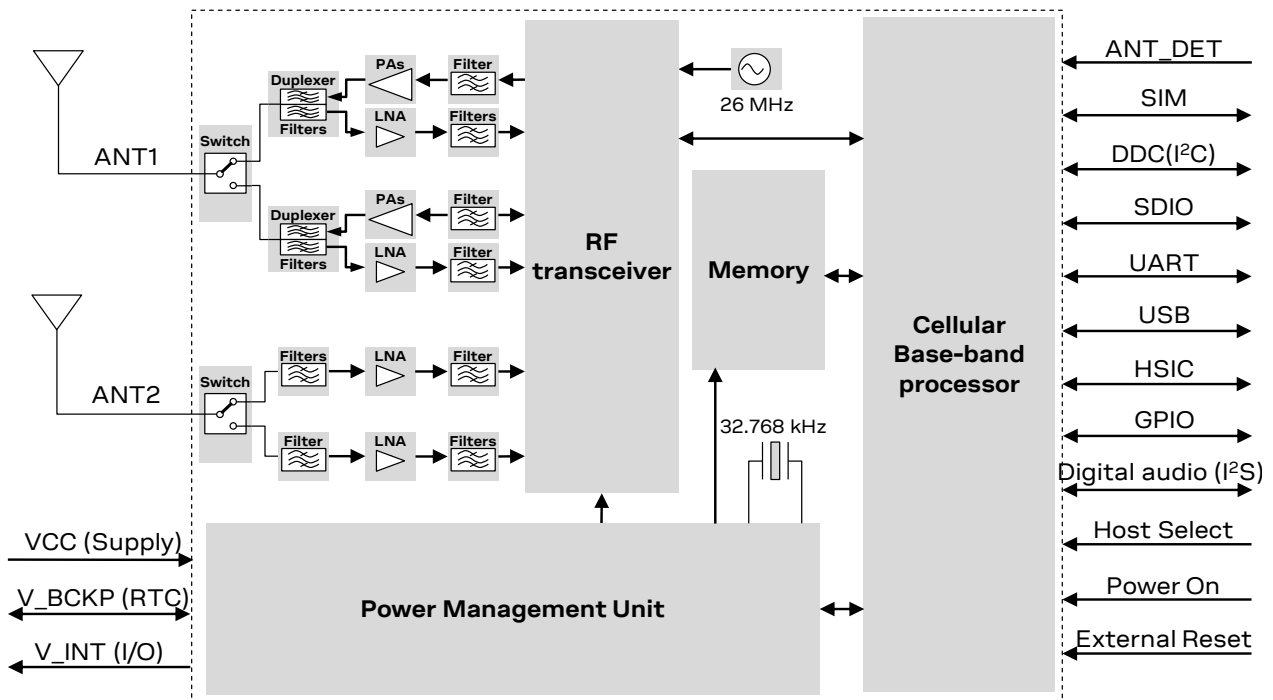 ANT1
Switch
Duplexer
Filters
PAs
Filter
LNA
Filters
Duplexer
Filters
PAs
Filter
LNA
Filter
ANT2
Switch
Filters
LNA
Filter
Filter
LNA
Filters
RF
transceiver
26 MHz
Memory
32.768 kHz
Cellular
Base-band
processor
Power Management Unit
VCC (Supply)
V_BCKP (RTC)
V_INT (I/O)
ANT_DET
SIM
DDC(I²C)
SDIO
UART
USB
HSIC
GPIO
Digital audio (I²S)
Host Select
Power On
External Reset